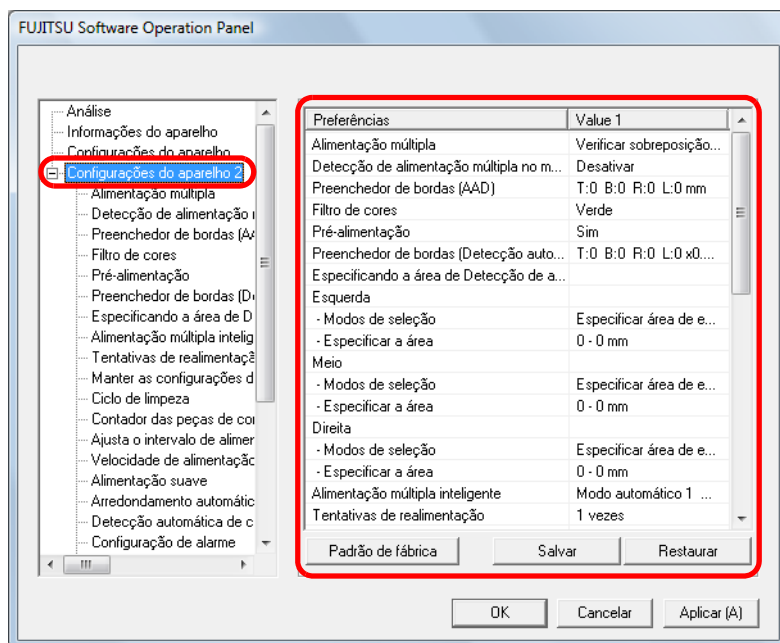 FUJITSU Software Operation Panel
Análise
Informações do aparelho
Configurações do aparelho
Configurações do aparelho 2
Alimentação múltipla
Detecção de alimentação
Preenchedor de bordas (A
Filtro de cores
Pré-alimentação
Preenchedor de bordas (D
Especificando a área de D
Alimentação múltipla intelig
Tentativas de realimentaçã
Manter as configurações d
Ciclo de limpeza
Contador das peças de co
Ajusta o intervalo de alimer
Velocidade de alimentação
Alimentação suave
Arredondamento automátic
Detecção automática de c
Configuração de alarme
Preferências Value 1
Alimentação múltipla Verificar sobreposição...
Detecção de alimentação múltipla no m... Desativar
Preenchedor de bordas (AAD) T:0 B:0 R:0 L:0 mm
Filtro de cores Verde
Pré-alimentação Sim
Preenchedor de bordas (Detecção auto... T:0 B:0 R:0 L:0 x0....
Especificando a área de Detecção de a...
Esquerda
- Modos de seleção Especificar área de e...
- Especificar a área 0 - 0 mm
Meio
- Modos de seleção Especificar área de e...
- Especificar a área 0 - 0 mm
Direita
- Modos de seleção Especificar área de e...
- Especificar a área 0 - 0 mm
Alimentação múltipla inteligente Modo automático 1 ...
Tentativas de realimentação 1 vezes
Padrão de fábrica Salvar Restaurar
OK Cancelar Aplicar (A)